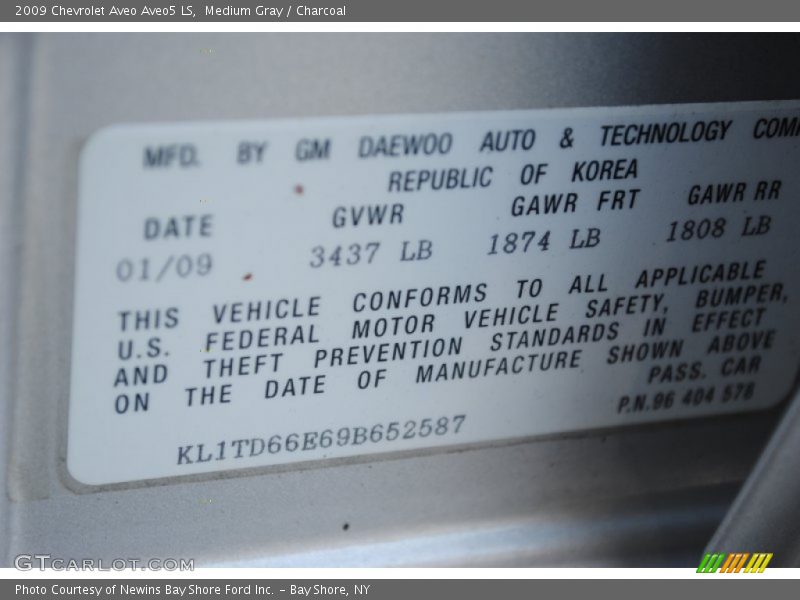 2009 Chevrolet Aveo Aveo5 LS, Medium Gray / Charcoal
MFD. BY GM DAEWOO AUTO & TECHNOLOGY COM
REPUBLIC OF KOREA
DATE GVWR GAWR FRT GAWR RR
01/09 3437 LB 1874 LB 1808 LB
THIS VEHICLE CONFORMS TO ALL APPLICABLE
U.S. FEDERAL MOTOR VEHICLE SAFETY, BUMPER,
AND THEFT PREVENTION STANDARDS IN EFFECT
ON THE DATE OF MANUFACTURE SHOWN ABOVE
PASS. CAR
KL1TD66E69B652587 P.N.96 404 578
GTcarlot.com
Photo Courtesy of Newins Bay Shore Ford Inc. - Bay Shore, NY